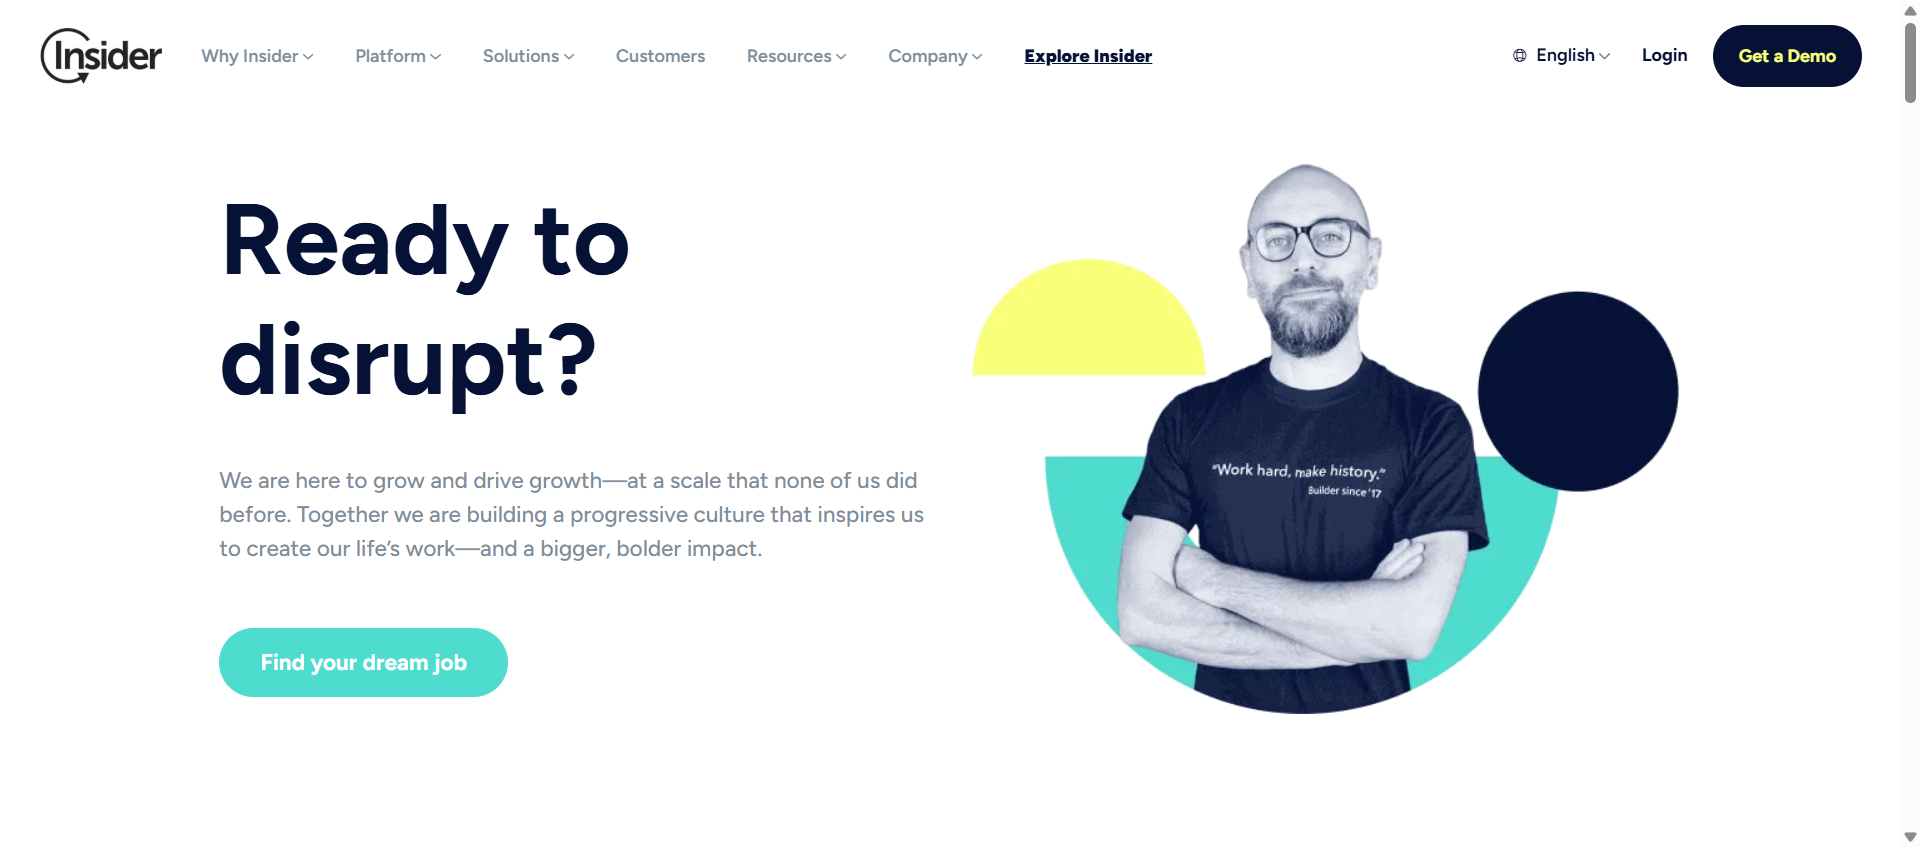 Insider
Why Insider
Platform
Solutions
Customers
Resources
Company
Explore Insider
English
Login
Get a Demo
Ready to
disrupt?
We are here to grow and drive growth—at a scale that none of us did
before. Together we are building a progressive culture that inspires us
to create our life’s work—and a bigger, bolder impact.
Find your dream job
“Work hard, make history.”
Builder since ‘17